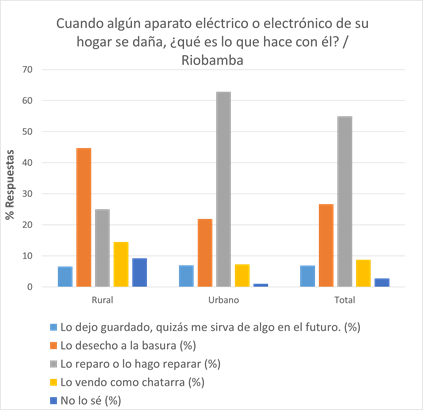 Cuando algún aparato eléctrico o electrónico de su
hogar se daña, ¿qué es lo que hace con él? /
Riobamba
70
60
50
40
30
20
10
0
% Respuestas
Rural Urbano Total
Lo dejo guardado, quizás me sirva de algo en el futuro. (%)
Lo desecho a la basura (%)
Lo reparo o lo hago reparar (%)
Lo vendo como chatarra (%)
No lo sé (%)